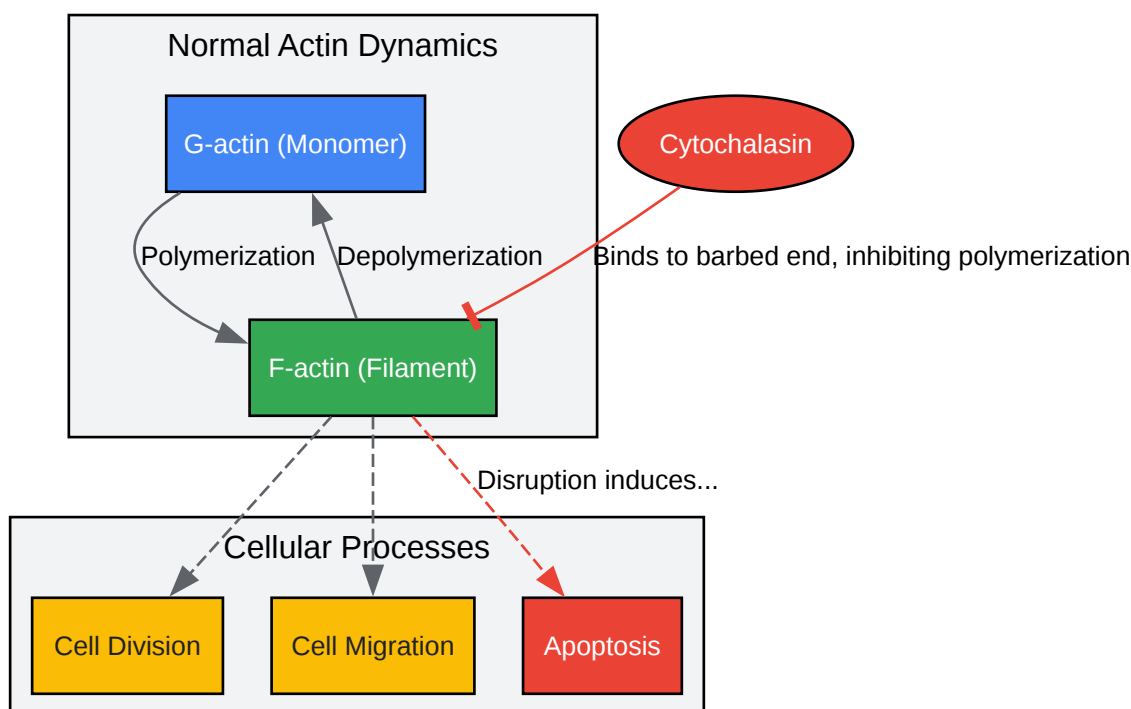 Normal Actin Dynamics
G-actin (Monomer)
Cytochalasin
Polymerization
Depolymerization
Binds to barbed end, inhibiting polymerization
F-actin (Filament)
Disruption induces...
Cellular Processes
Cell Division
Cell Migration
Apoptosis